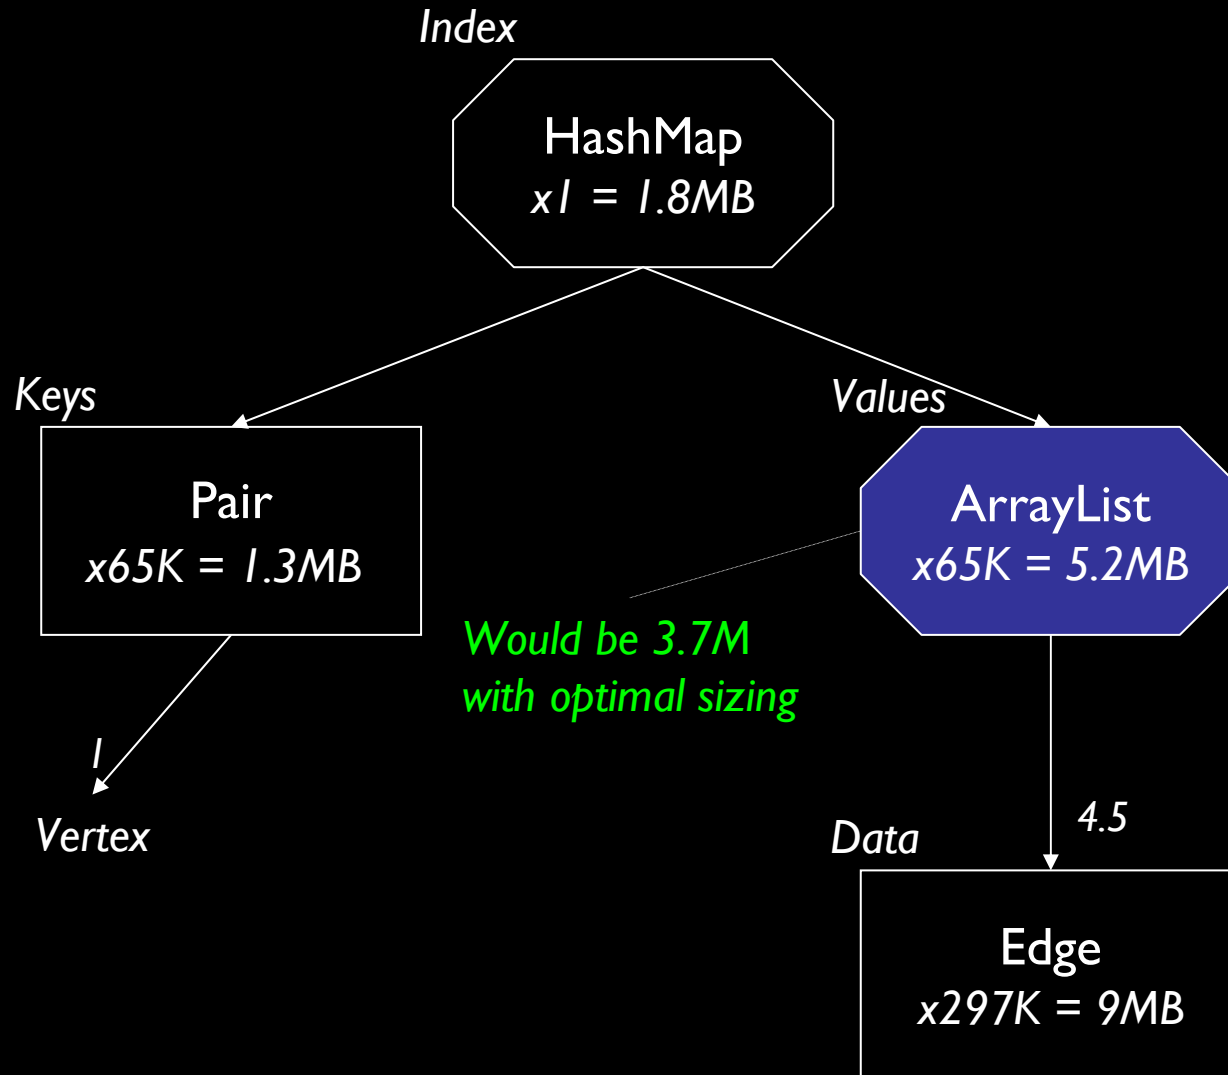 Index
HashMap
x1 = 1.8MB
Keys
Values
Pair
x65K = 1.3MB
ArrayList
x65K = 5.2MB
Would be 3.7M
with optimal sizing
1
Vertex
4.5
Data
Edge
x297K = 9MB